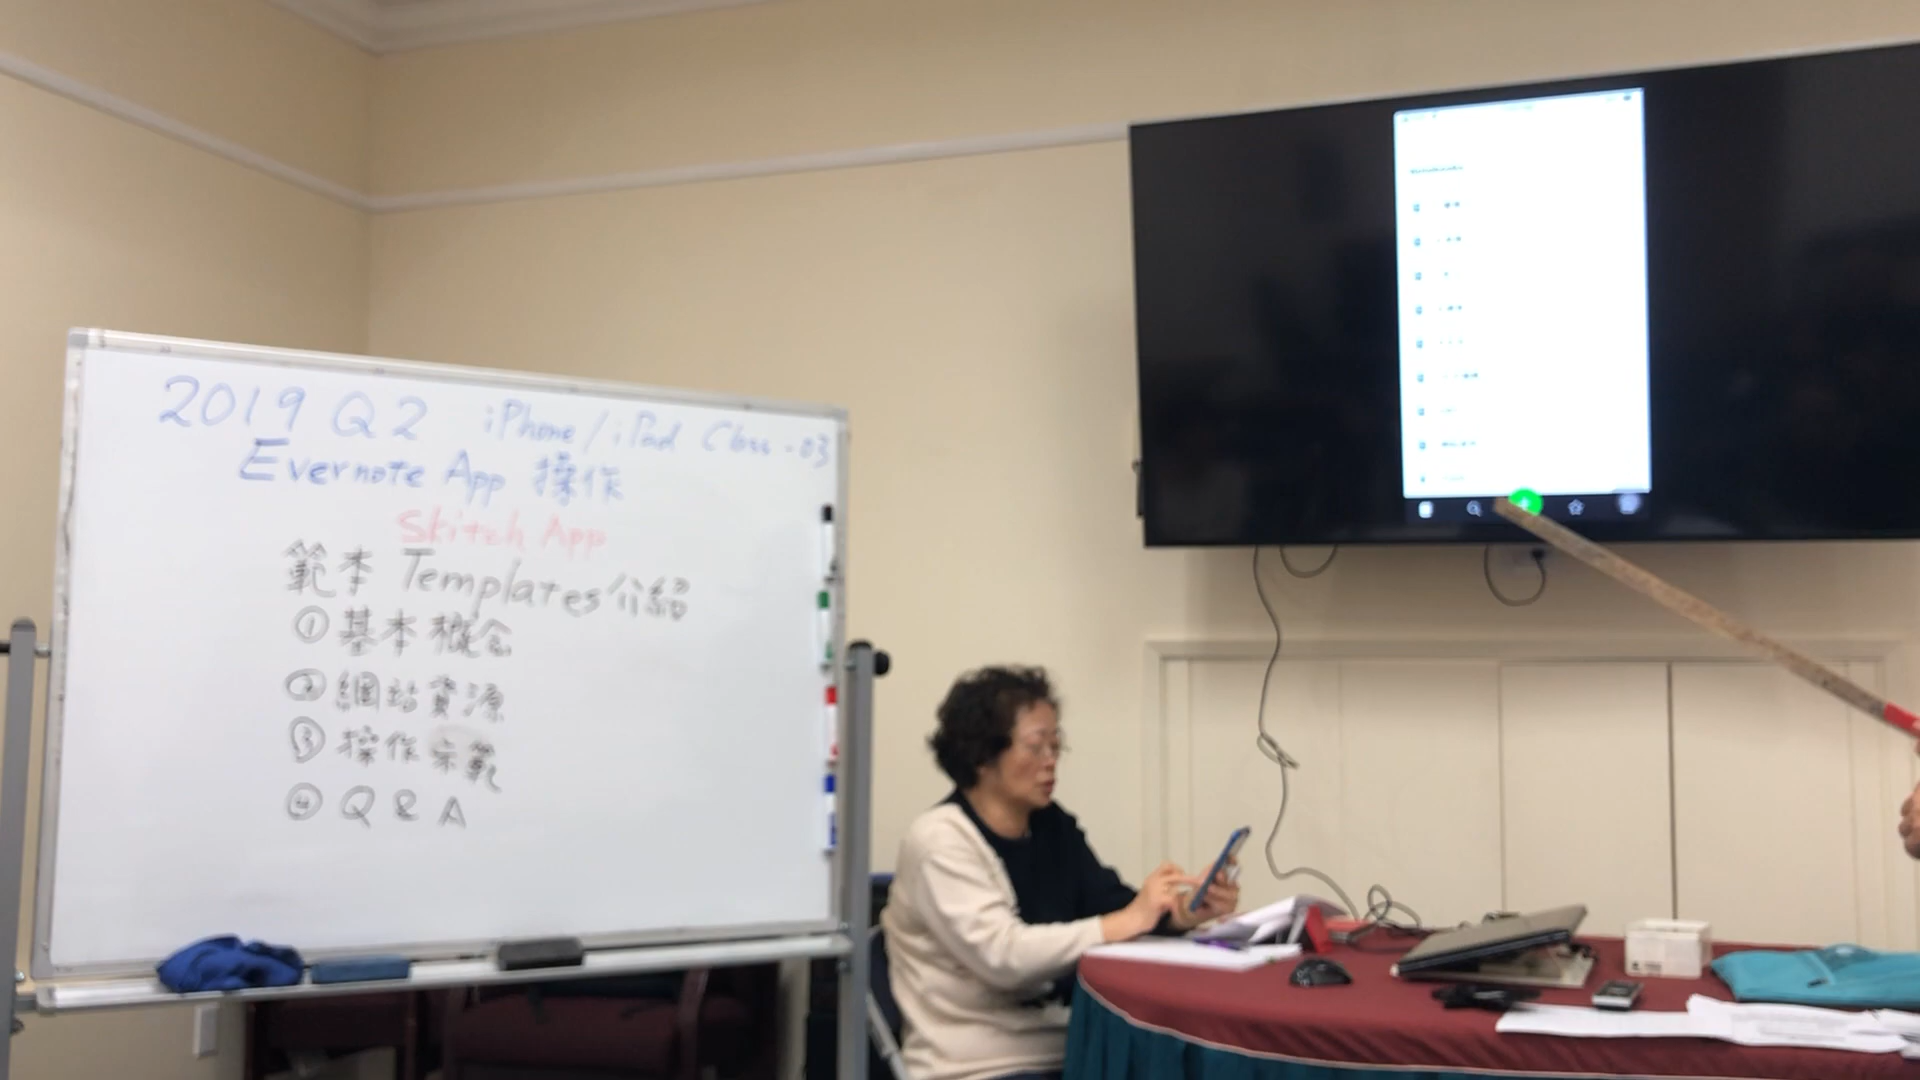 2019 Q2 iPhone/iPad Class -03
Evernote App 操作
Skitch App
範本 Templates 介紹
① 基本概念
② 網站資源
③ 操作示範
④ Q & A